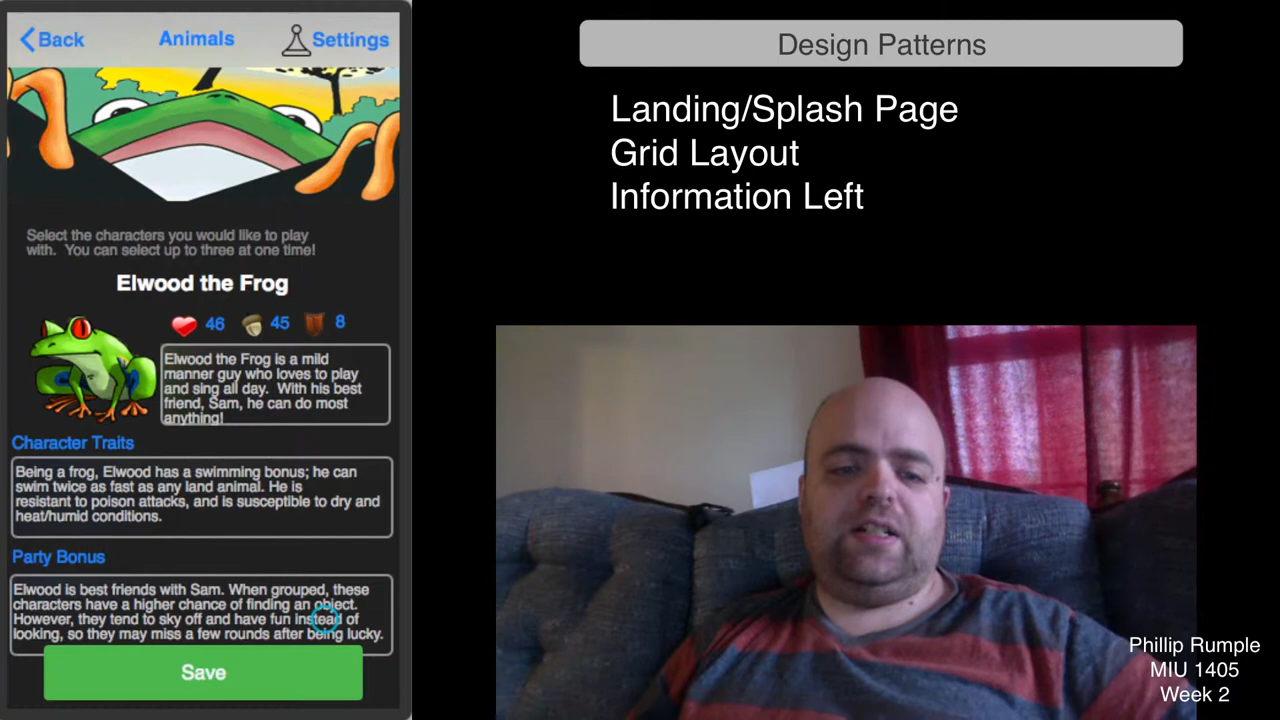 Back
Animals
Settings
Select the characters you would like to play
with. You can select up to three at one time!
Elwood the Frog
46
45
8
Elwood the Frog is a mild
manner guy who loves to play
and sing all day. With his best
friend, Sam, he can do most
anything!
Character Traits
Being a frog, Elwood has a swimming bonus; he can
swim twice as fast as any land animal. He is
resistant to poison attacks, and is susceptible to dry and
heat/humid conditions.
Party Bonus
Elwood is best friends with Sam. When grouped, these
characters have a higher chance of finding an object.
However, they tend to sky off and have fun instead of
looking, so they may miss a few rounds after being lucky.
Save
Design Patterns
Landing/Splash Page
Grid Layout
Information Left
Phillip Rumple
MIU 1405
Week 2